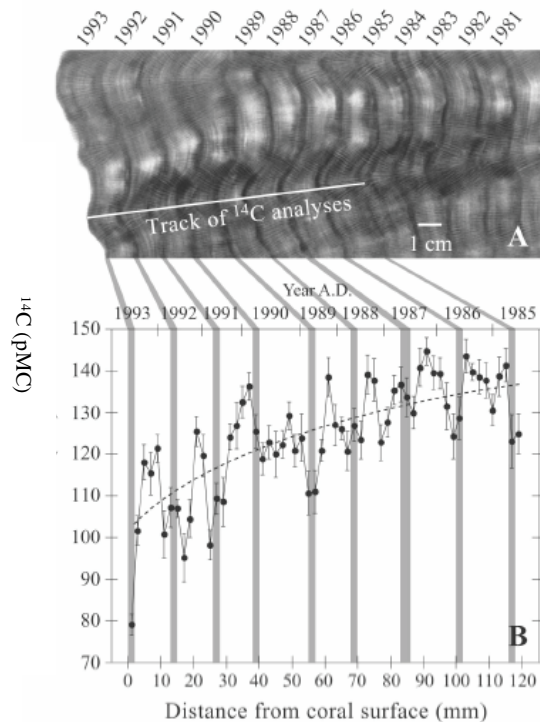 1993 1992 1991 1990 1989 1988 1987 1986 1985 1984 1983 1982 1981
Track of ¹⁴C analyses
1 cm
A
Year A.D.
1993 1992 1991 1990 1989 1988 1987 1986 1985
¹⁴C (pMC)
150
140
130
120
110
100
90
80
70
B
0 10 20 30 40 50 60 70 80 90 100 110 120
Distance from coral surface (mm)